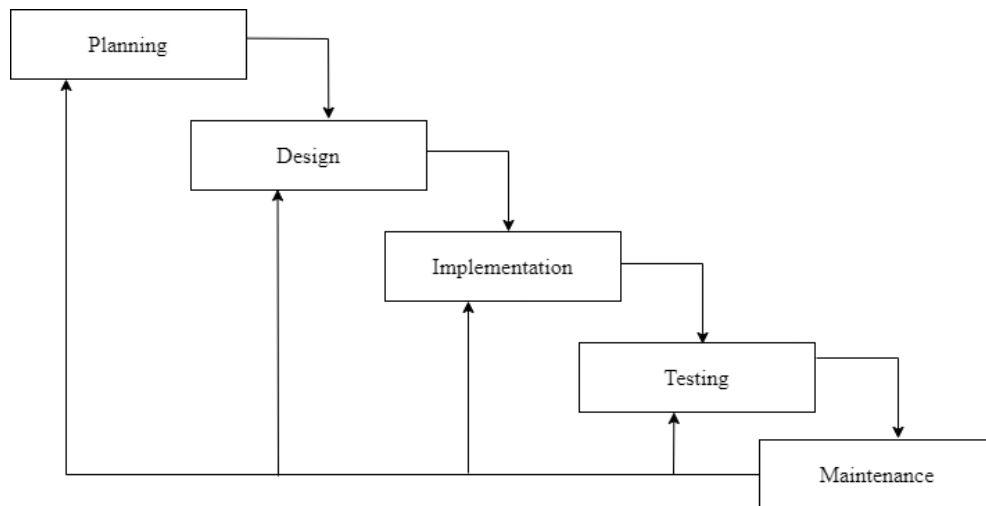 Planning
Design
Implementation
Testing
Maintenance